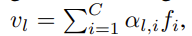 $v_l = \sum_{i=1}^{C} \alpha_{l,i} f_i,$